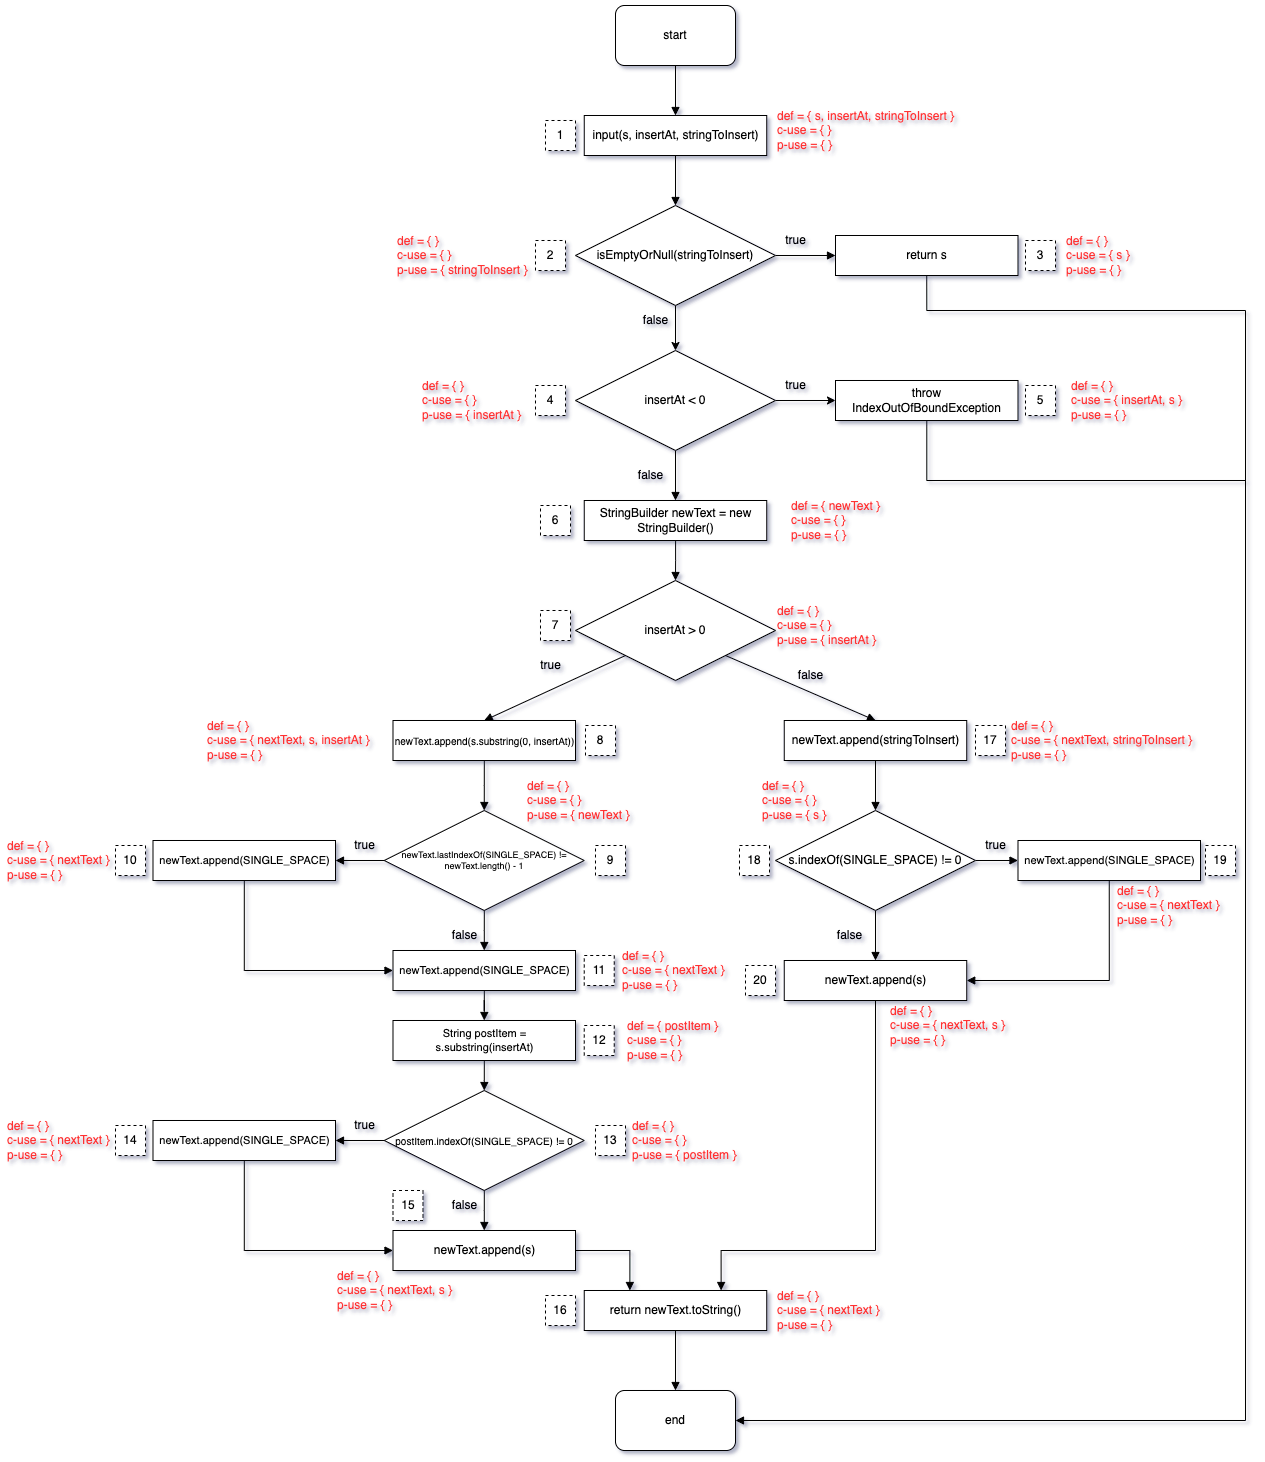 start
1
input(s, insertAt, stringToInsert)
def = { s, insertAt, stringToInsert }
c-use = { }
p-use = { }
def = { }
c-use = { }
p-use = { stringToInsert }
2
isEmptyOrNull(stringToInsert)
true
return s
3
def = { }
c-use = { s }
p-use = { }
false
def = { }
c-use = { }
p-use = { insertAt }
4
insertAt < 0
true
throw
IndexOutOfBoundException
5
def = { }
c-use = { insertAt, s }
p-use = { }
false
6
StringBuilder newText = new
StringBuilder()
def = { newText }
c-use = { }
p-use = { }
7
insertAt > 0
def = { }
c-use = { }
p-use = { insertAt }
true
false
def = { }
c-use = { nextText, s, insertAt }
p-use = { }
newText.append(s.substring(0, insertAt))
8
newText.append(stringToInsert)
17
def = { }
c-use = { nextText, stringToInsert }
p-use = { }
def = { }
c-use = { }
p-use = { newText }
def = { }
c-use = { }
p-use = { s }
def = { }
c-use = { nextText }
p-use = { }
10
newText.append(SINGLE_SPACE)
true
newText.lastIndexOf(SINGLE_SPACE) !=
newText.length() - 1
9
18
s.indexOf(SINGLE_SPACE) != 0
true
newText.append(SINGLE_SPACE)
19
def = { }
c-use = { nextText }
p-use = { }
false
false
newText.append(SINGLE_SPACE)
11
def = { }
c-use = { nextText }
p-use = { }
20
newText.append(s)
def = { }
c-use = { nextText, s }
p-use = { }
String postItem =
s.substring(insertAt)
12
def = { postItem }
c-use = { }
p-use = { }
def = { }
c-use = { nextText }
p-use = { }
14
newText.append(SINGLE_SPACE)
true
postItem.indexOf(SINGLE_SPACE) != 0
13
def = { }
c-use = { }
p-use = { postItem }
15
false
newText.append(s)
def = { }
c-use = { nextText, s }
p-use = { }
16
return newText.toString()
def = { }
c-use = { nextText }
p-use = { }
end